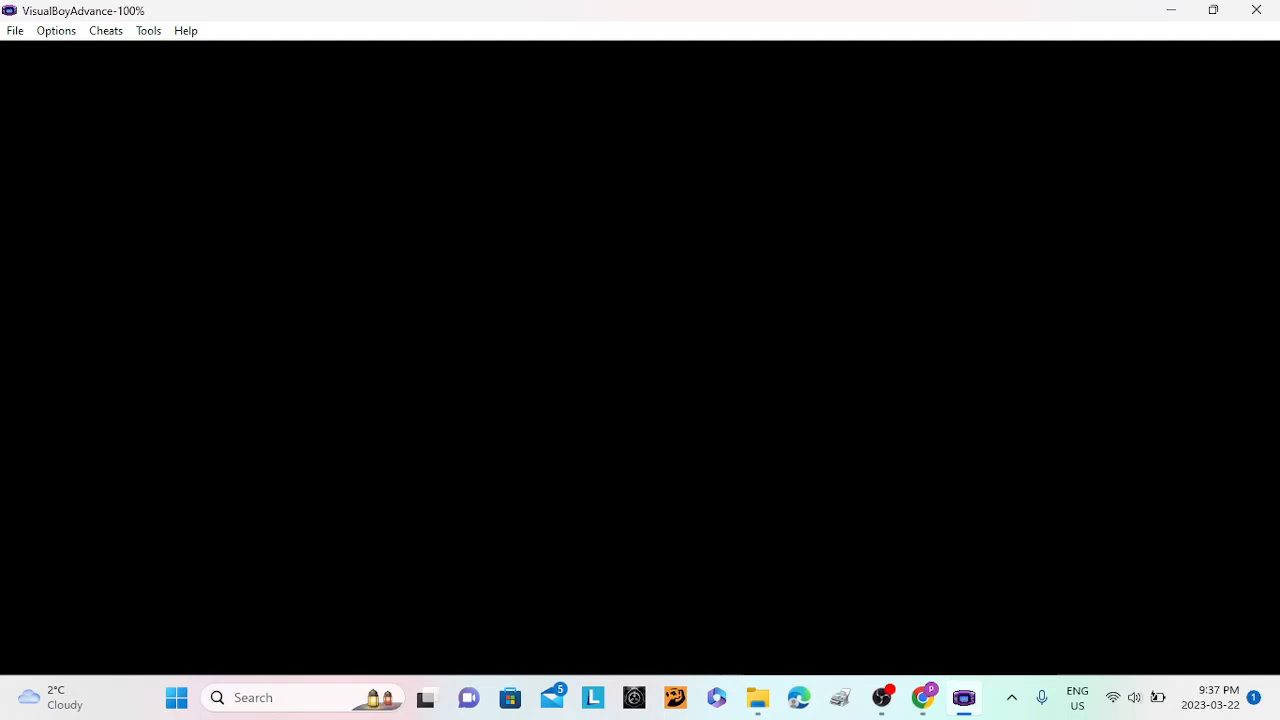 VisualBoyAdvance-100%
File Options Cheats Tools Help
2°C
Cloudy
Search
5
L
P
ENG
US
9:37 PM
2023-03-22
1